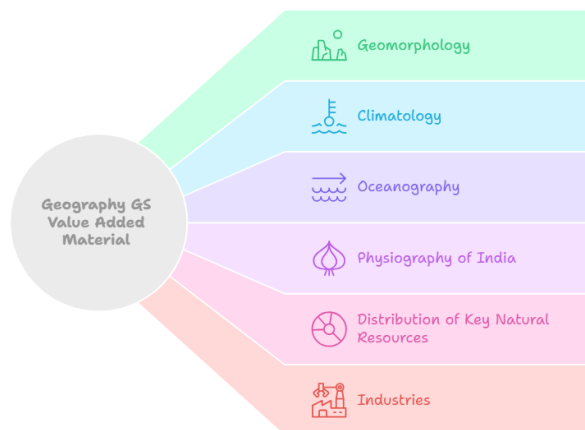 Geography GS
Value Added
Material
Geomorphology
Climatology
Oceanography
Physiography of India
Distribution of Key Natural
Resources
Industries